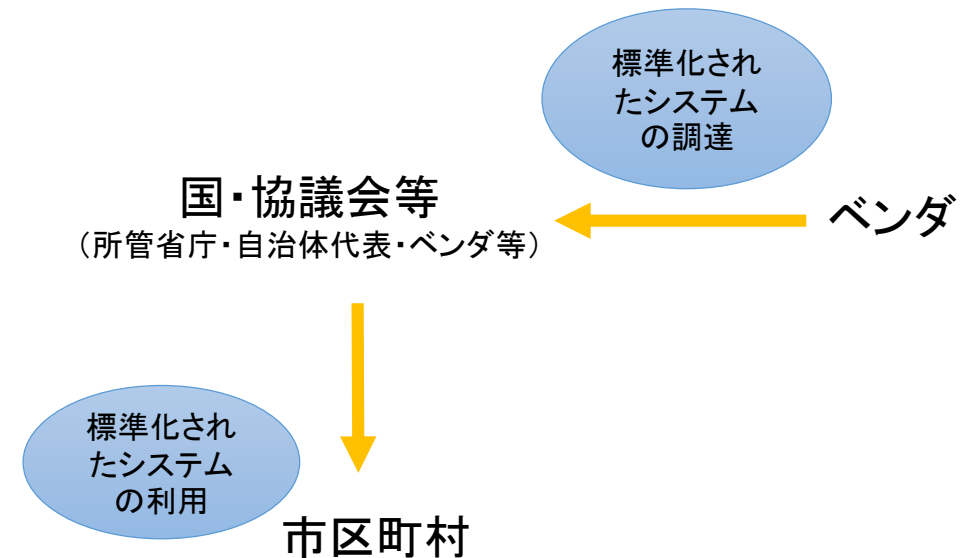 標準化され
たシステム
の調達
国・協議会等
（所管省庁・自治体代表・ベンダ等）
ベンダ
標準化され
たシステム
の利用
市区町村